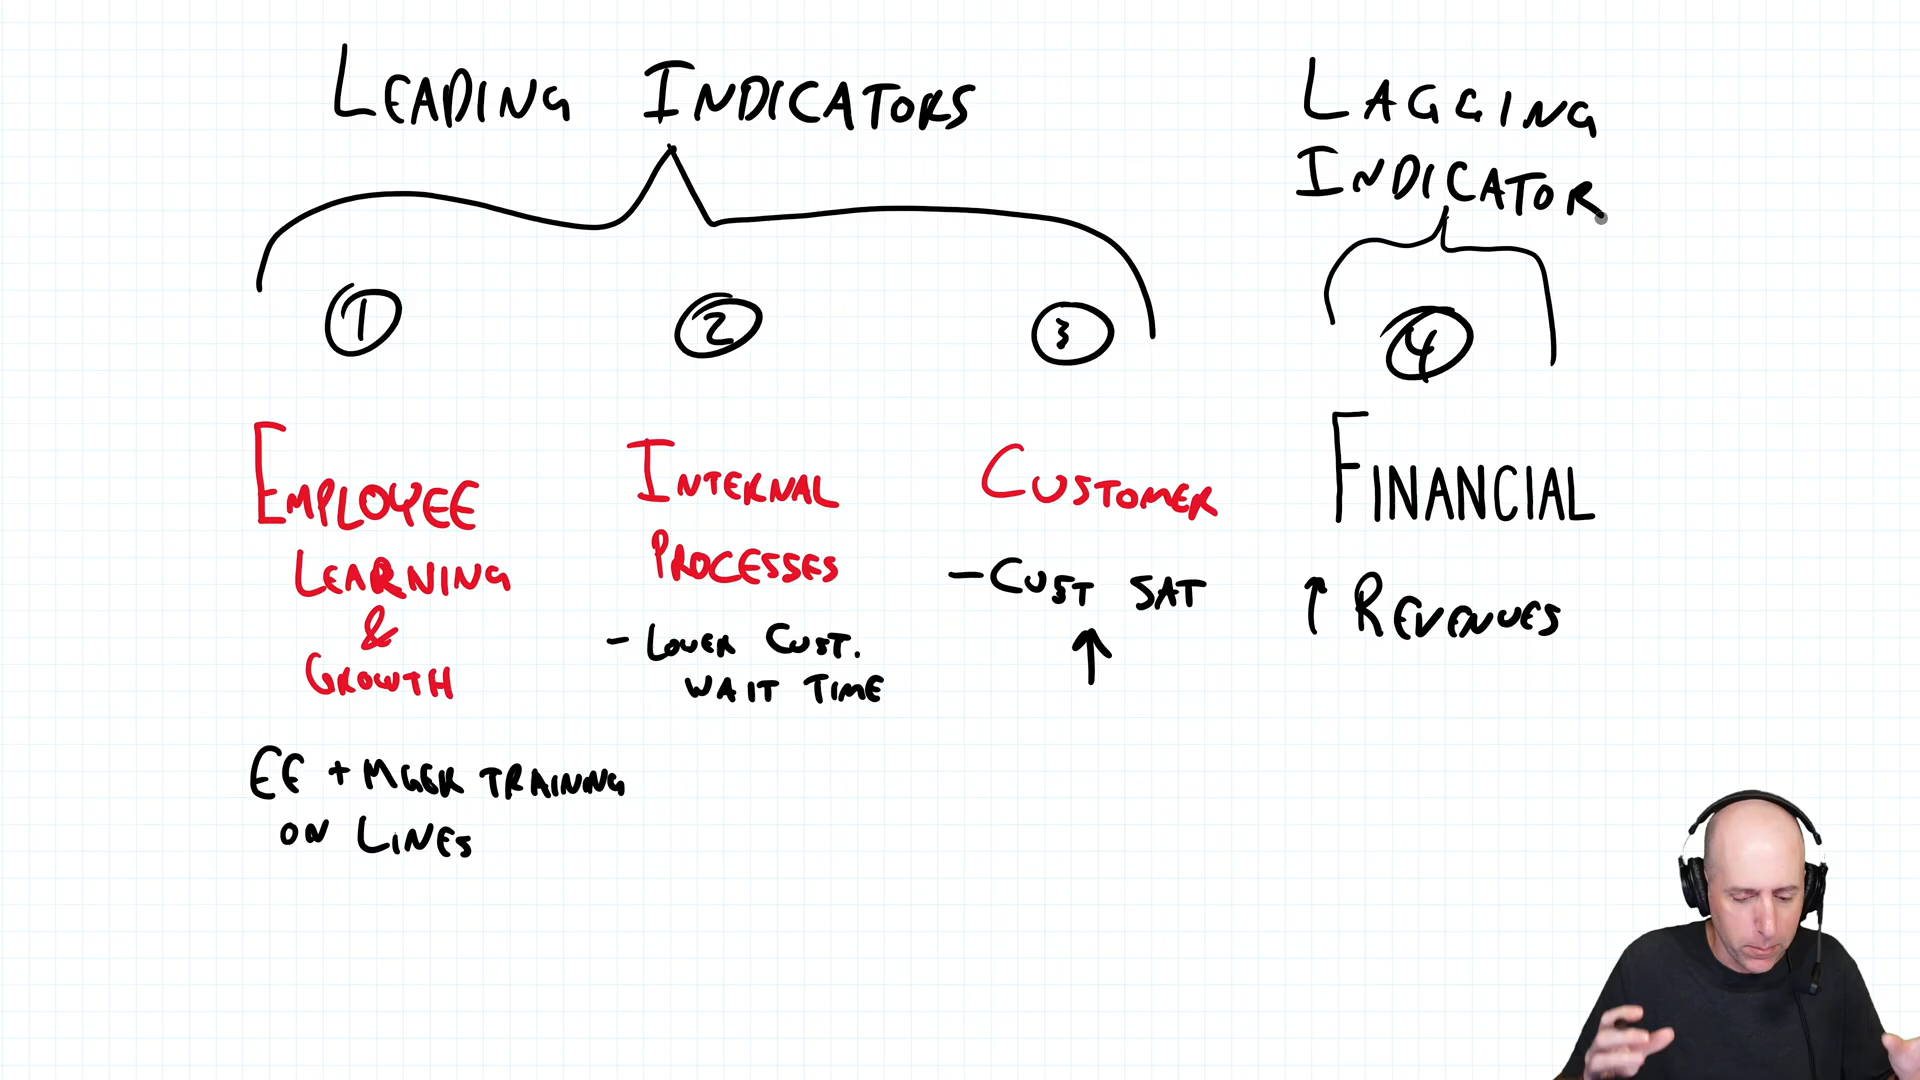 LEADING INDICATORS
LAGGING
INDICATOR
1
2
3
4
EMPLOYEE
LEARNING
&
GROWTH
EE + MGER TRAINING
ON LINES
INTERNAL
PROCESSES
- LOWER CUST.
WAIT TIME
CUSTOMER
- CUST SAT
↑
FINANCIAL
↑ REVENUES